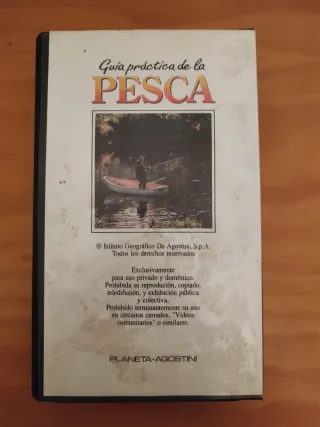 Guía práctica de la
PESCA
© Istituto Geográfico De Agostini, S.p.A.
Todos los derechos reservados
Exclusivamente
para uso privado y doméstico.
Prohibida su reproducción, copiado,
teledifusión, y exhibición pública
y colectiva.
Prohibido terminantemente su uso
en circuitos cerrados, "Vídeos
comunitarios" o similares.
PLANETA-AGOSTINI